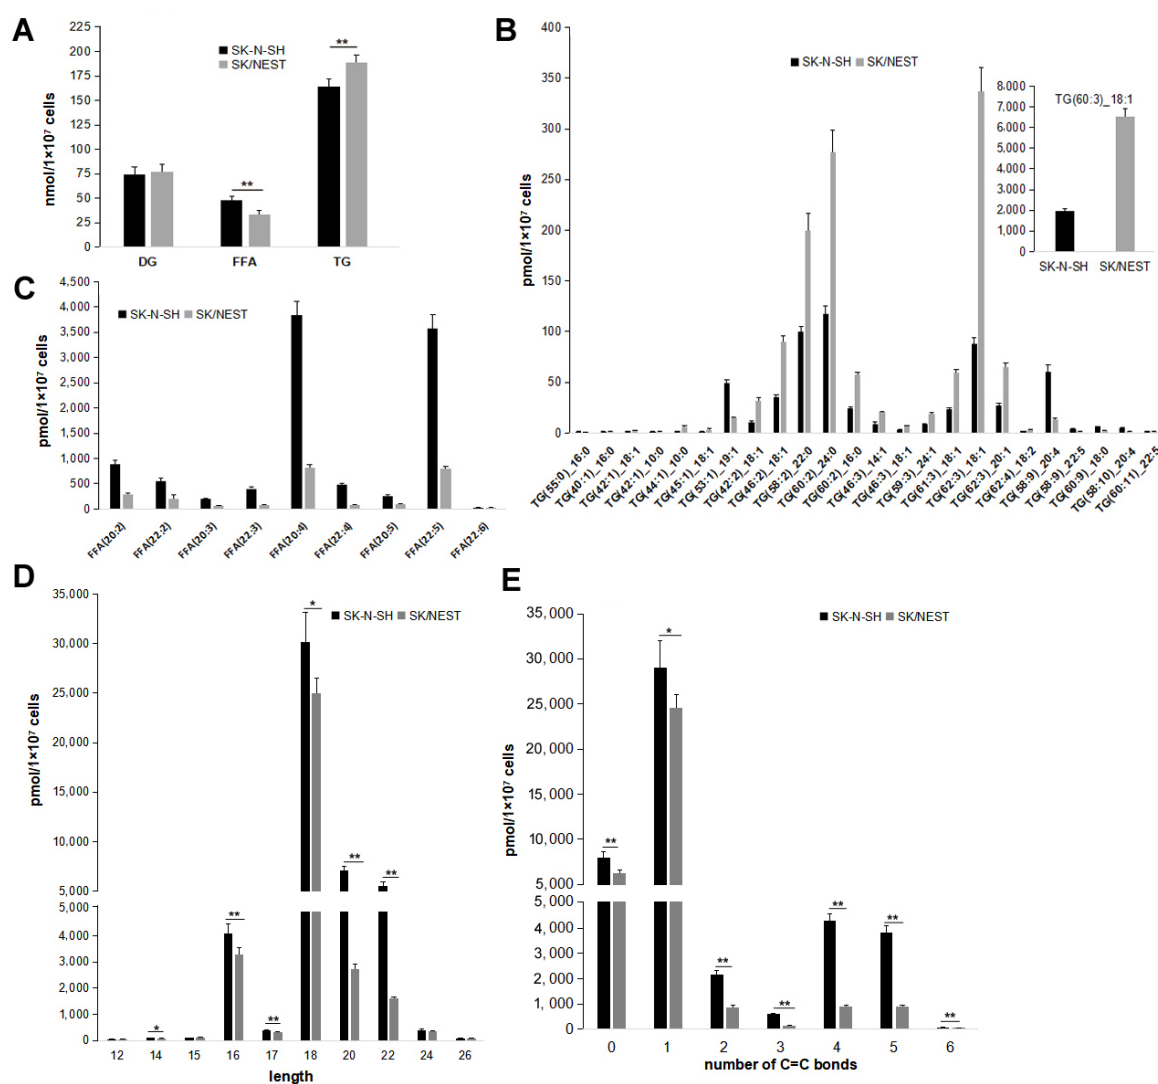 A
nmol/1×10⁷ cells
225
200
175
150
125
100
75
50
25
0
SK-N-SH
SK/NEST
**
**
DG FFA TG
B
pmol/1×10⁷ cells
400
350
300
250
200
150
100
50
0
SK-N-SH SK/NEST
TG(55:0)_16:0
TG(40:1)_16:0
TG(42:1)_18:1
TG(42:1)_10:0
TG(44:1)_10:0
TG(45:1)_18:1
TG(53:1)_19:1
TG(42:2)_18:1
TG(46:2)_18:1
TG(58:2)_22:0
TG(60:2)_24:0
TG(60:2)_16:0
TG(46:3)_14:1
TG(46:3)_18:1
TG(59:3)_24:1
TG(61:3)_18:1
TG(62:3)_18:1
TG(62:3)_20:1
TG(62:4)_18:2
TG(58:9)_20:4
TG(58:9)_22:5
TG(60:9)_18:0
TG(58:10)_20:4
TG(60:11)_22:5
TG(60:3)_18:1
8,000
7,000
6,000
5,000
4,000
3,000
2,000
1,000
0
SK-N-SH SK/NEST
C
pmol/1×10⁷ cells
4,500
4,000
3,500
3,000
2,500
2,000
1,500
1,000
500
0
SK-N-SH SK/NEST
FFA(20:2)
FFA(22:2)
FFA(20:3)
FFA(22:3)
FFA(20:4)
FFA(22:4)
FFA(20:5)
FFA(22:5)
FFA(22:6)
D
pmol/1×10⁷ cells
35,000
30,000
25,000
20,000
15,000
10,000
5,000
5,000
4,000
3,000
2,000
1,000
0
SK-N-SH SK/NEST
*
**
**
**
*
**
12 14 15 16 17 18 20 22 24 26
length
E
pmol/1×10⁷ cells
35,000
30,000
25,000
20,000
15,000
10,000
5,000
5,000
4,000
3,000
2,000
1,000
0
SK-N-SH SK/NEST
*
**
**
**
**
**
**
0 1 2 3 4 5 6
number of C=C bonds